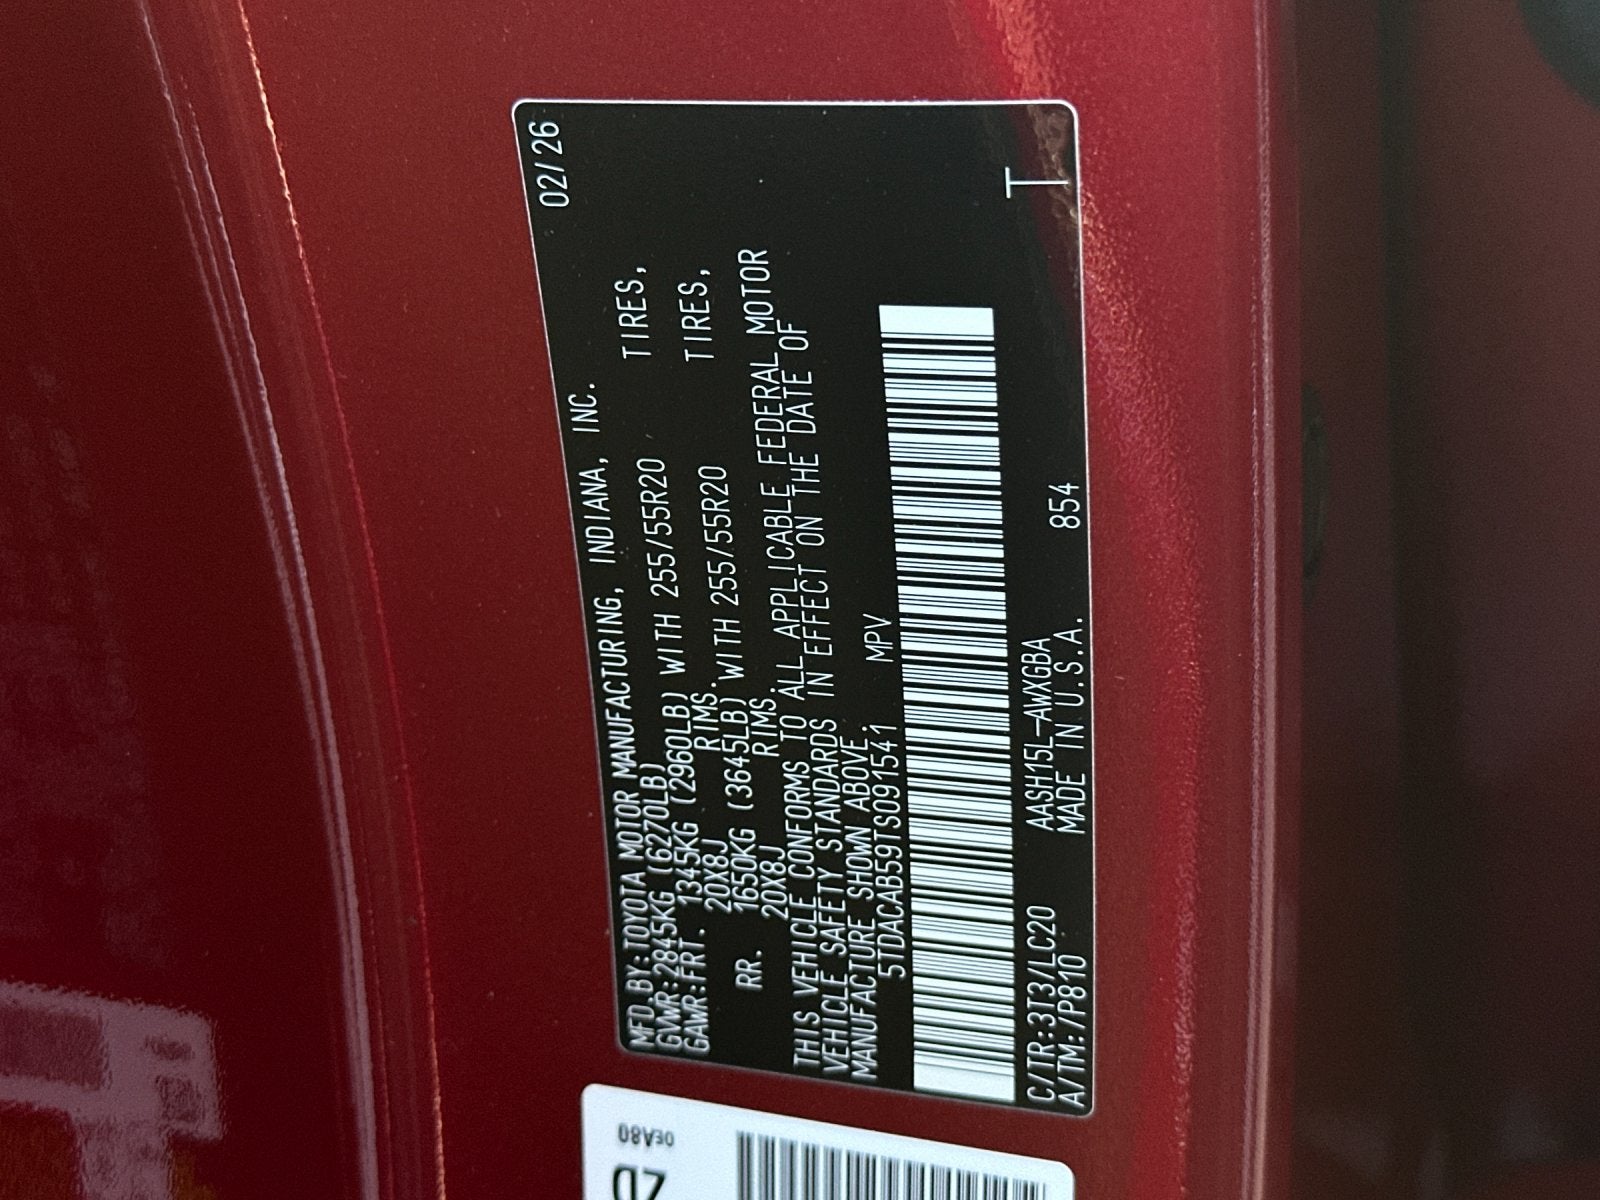 02/26
MFD.BY:TOYOTA MOTOR MANUFACTURING, INDIANA, INC.
GVWR:2845KG (6270LB)
GAWR:FRT. 1345KG (2960LB) WITH 255/55R20 TIRES,
20X8J RIMS.
RR. 1650KG (3645LB) WITH 255/55R20 TIRES,
20X8J RIMS.
THIS VEHICLE CONFORMS TO ALL APPLICABLE FEDERAL MOTOR
VEHICLE SAFETY STANDARDS IN EFFECT ON THE DATE OF
MANUFACTURE SHOWN ABOVE.
5TDACAB59TS091541 MPV
C/TR:3T3/LC20 AASH15L-AWXGBA
A/TM:/P810 MADE IN U.S.A. 854
T
0EA80